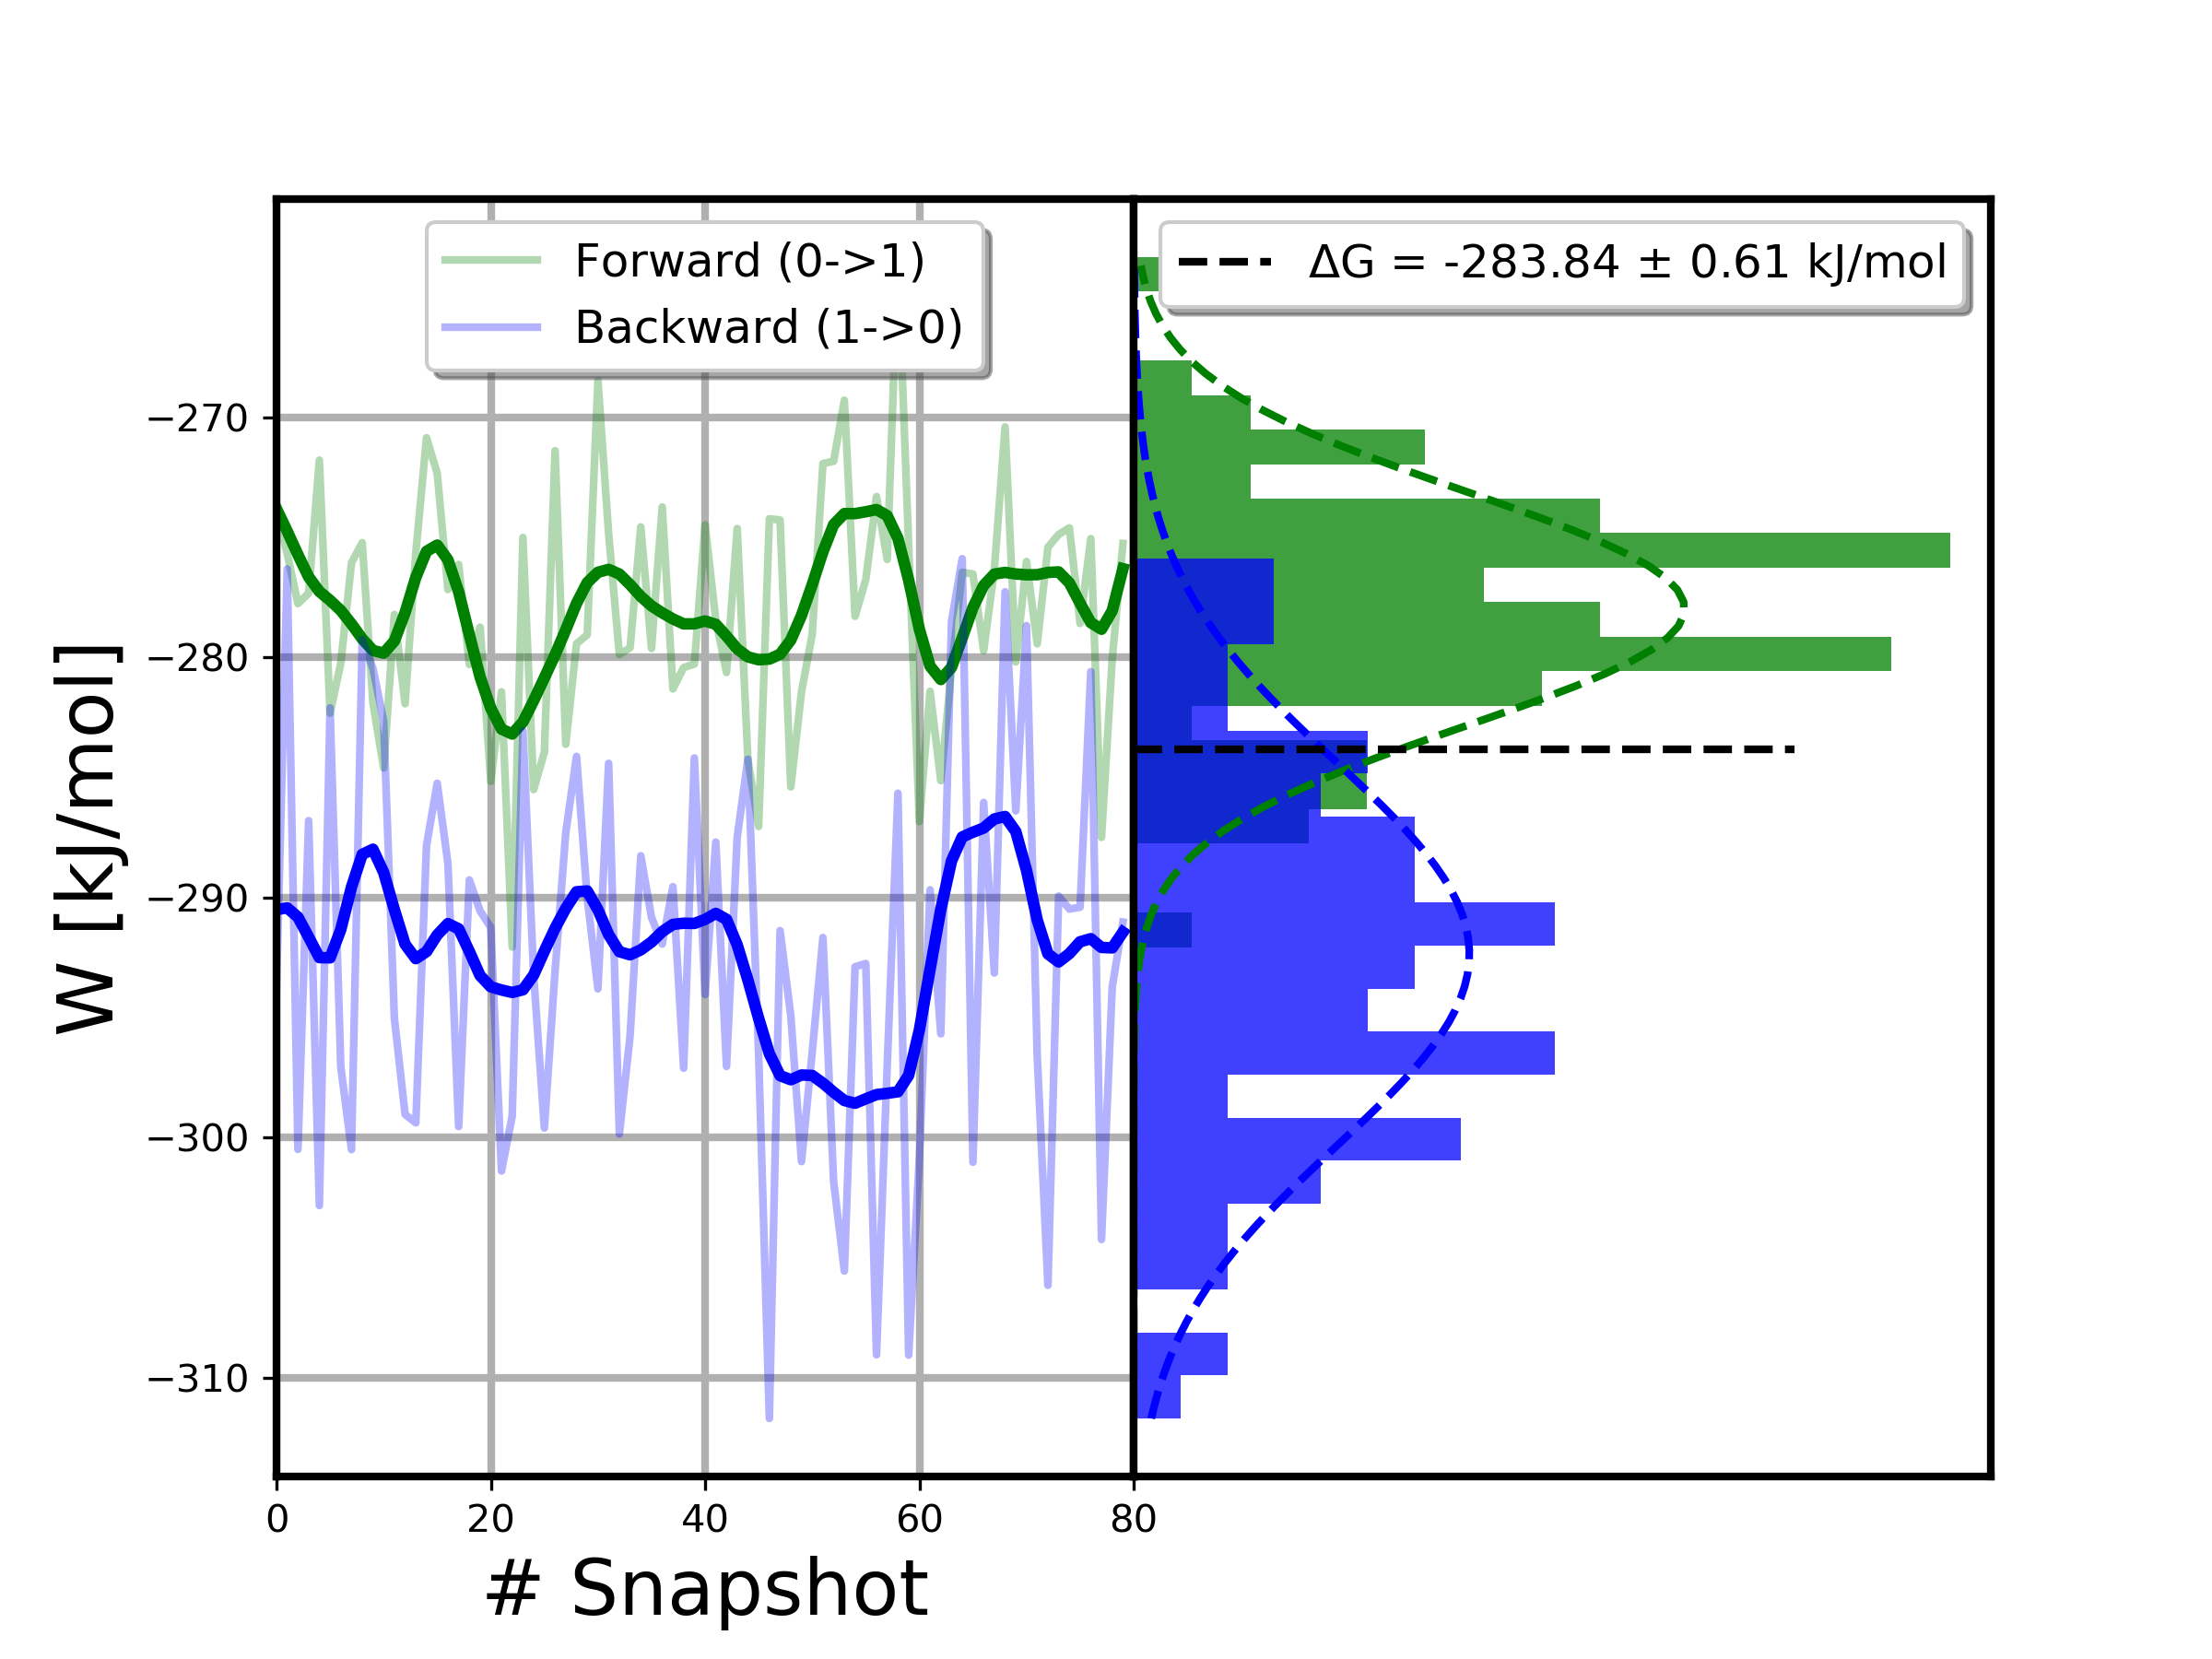 Forward (0->1)
Backward (1->0)
ΔG = -283.84 ± 0.61 kJ/mol
W [kJ/mol]
−270
−280
−290
−300
−310
0 20 40 60 80
# Snapshot